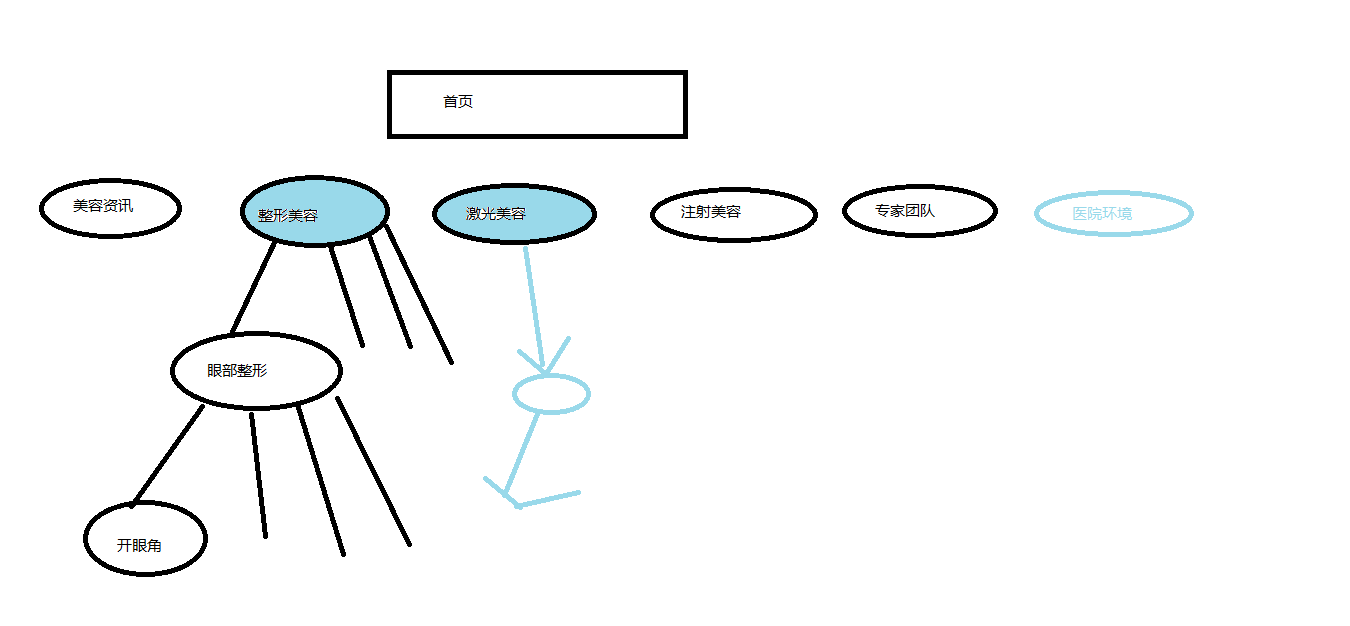 首页
美容资讯
整形美容
激光美容
注射美容
专家团队
医院环境
眼部整形
开眼角